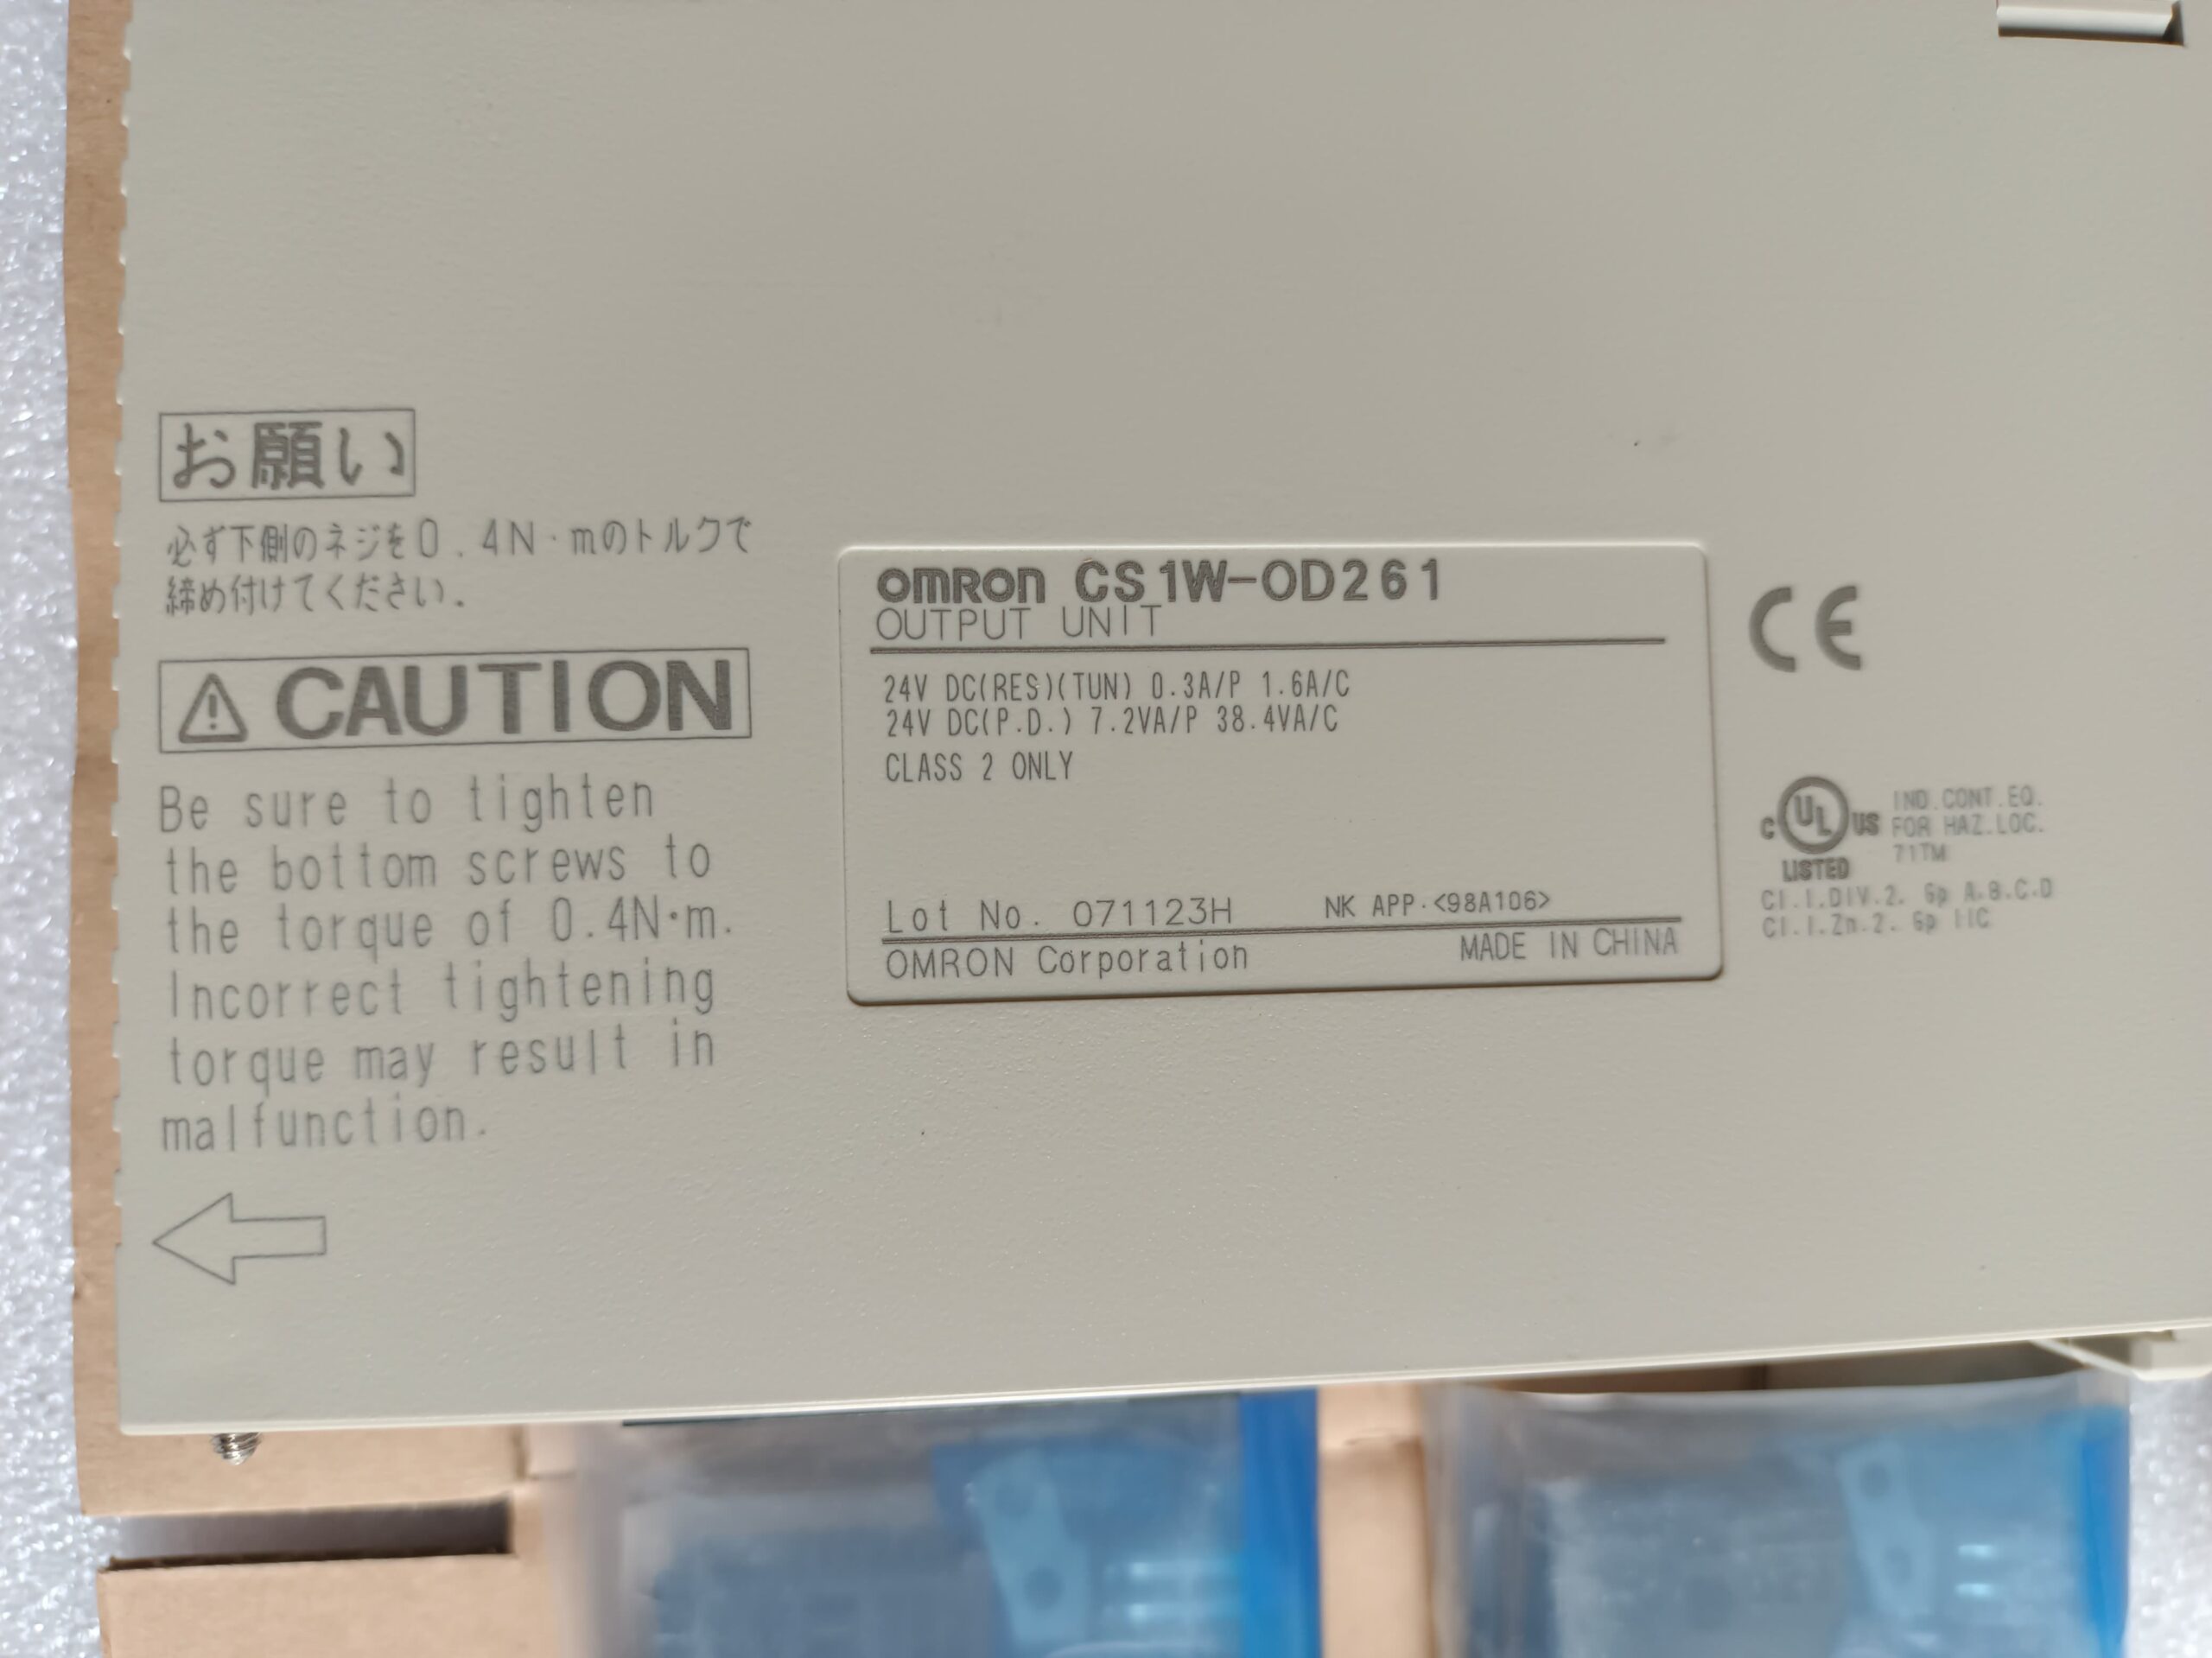 お願い
必ず下側のネジを0.4N·mのトルクで
締め付けてください.
CAUTION
Be sure to tighten
the bottom screws to
the torque of 0.4N·m.
Incorrect tightening
torque may result in
malfunction.
omron CS1W-OD261
OUTPUT UNIT
24V DC(RES)(TUN) 0.3A/P 1.6A/C
24V DC(P.D.) 7.2VA/P 38.4VA/C
CLASS 2 ONLY
Lot No. 071123H NK APP.<98A106>
OMRON Corporation MADE IN CHINA
CE
C UL US IND.CONT.EQ.
FOR HAZ.LOC.
LISTED 71TM
Cl.I.DIV.2. Gp A.B.C.D
Cl.I.Zn.2. Gp IIC